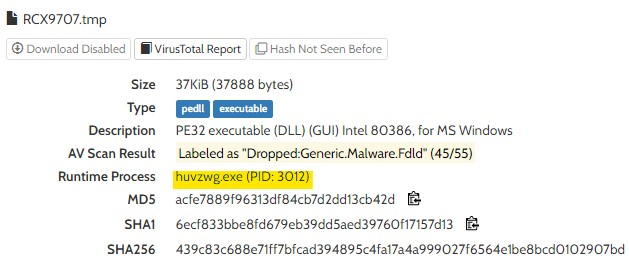 RCX9707.tmp
Download Disabled VirusTotal Report Hash Not Seen Before
Size 37KiB (37888 bytes)
Type pedll executable
Description PE32 executable (DLL) (GUI) Intel 80386, for MS Windows
AV Scan Result Labeled as "Dropped:Generic.Malware.Fdld" (45/55)
Runtime Process huvzwg.exe (PID: 3012)
MD5 acfe7889f96313df84cb7d2dd13cb42d
SHA1 6ecf833bbe8fd679eb39dd5aed39760f17157d13
SHA256 439c83c688e71ff7bfcad394895c4fa17a4a999027f6564e1be8bcd0102907bd